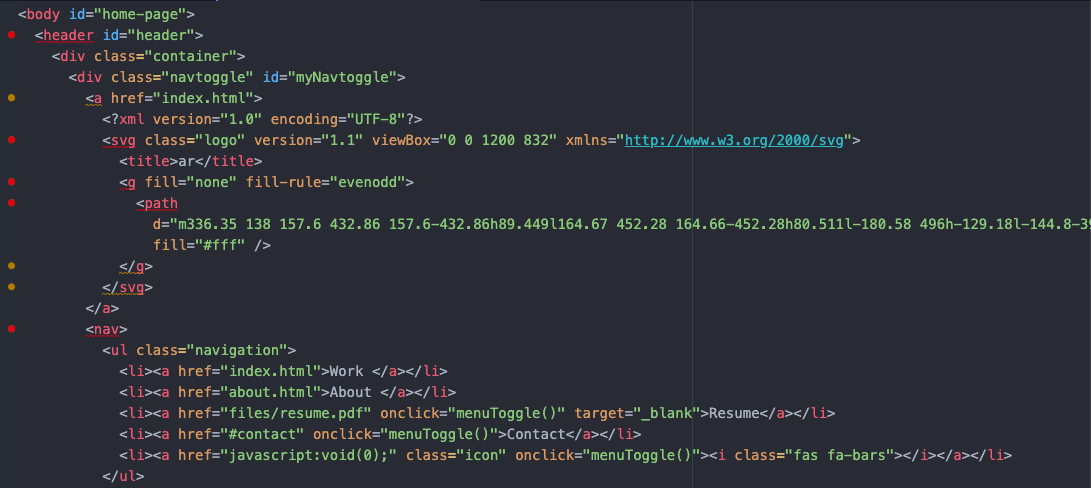 <body id="home-page">
<header id="header">
<div class="container">
<div class="navtoggle" id="myNavtoggle">
<a href="index.html">
<?xml version="1.0" encoding="UTF-8"?>
<svg class="logo" version="1.1" viewBox="0 0 1200 832" xmlns="http://www.w3.org/2000/svg">
<title>ar</title>
<g fill="none" fill-rule="evenodd">
<path
d="m336.35 138 157.6 432.86 157.6-432.86h89.449l164.67 452.28 164.66-452.28h80.511l-180.58 496h-129.18l-144.8-39
fill="#fff" />
</g>
</svg>
</a>
<nav>
<ul class="navigation">
<li><a href="index.html">Work </a></li>
<li><a href="about.html">About </a></li>
<li><a href="files/resume.pdf" onclick="menuToggle()" target="_blank">Resume</a></li>
<li><a href="#contact" onclick="menuToggle()">Contact</a></li>
<li><a href="javascript:void(0);" class="icon" onclick="menuToggle()"><i class="fas fa-bars"></i></a></li>
</ul>